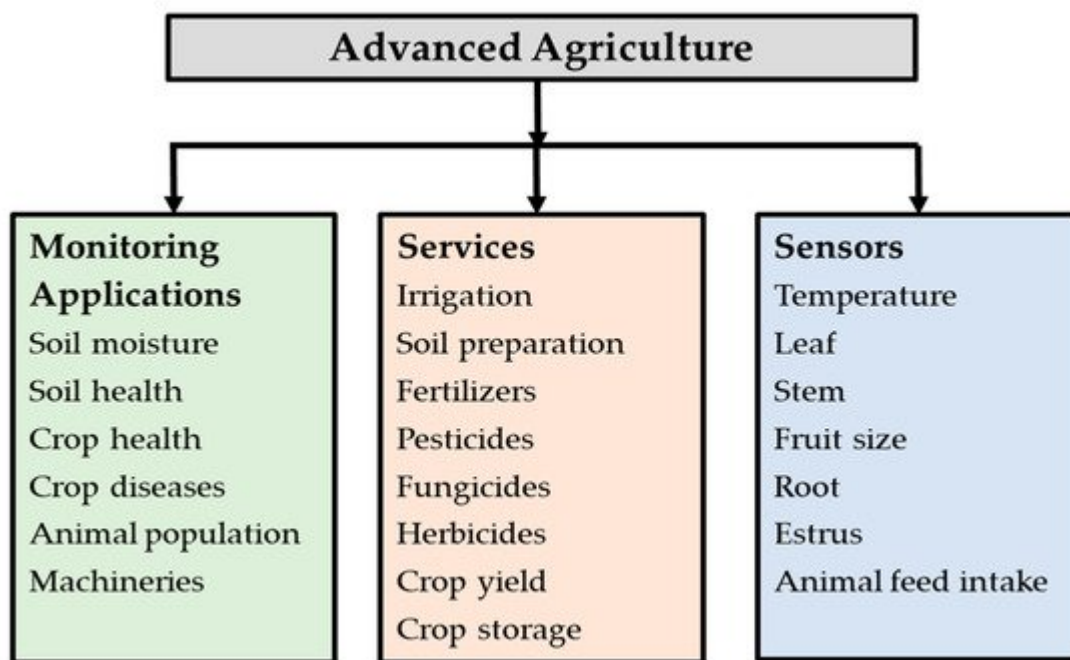 Advanced Agriculture
Monitoring
Applications
Soil moisture
Soil health
Crop health
Crop diseases
Animal population
Machineries
Services
Irrigation
Soil preparation
Fertilizers
Pesticides
Fungicides
Herbicides
Crop yield
Crop storage
Sensors
Temperature
Leaf
Stem
Fruit size
Root
Estrus
Animal feed intake